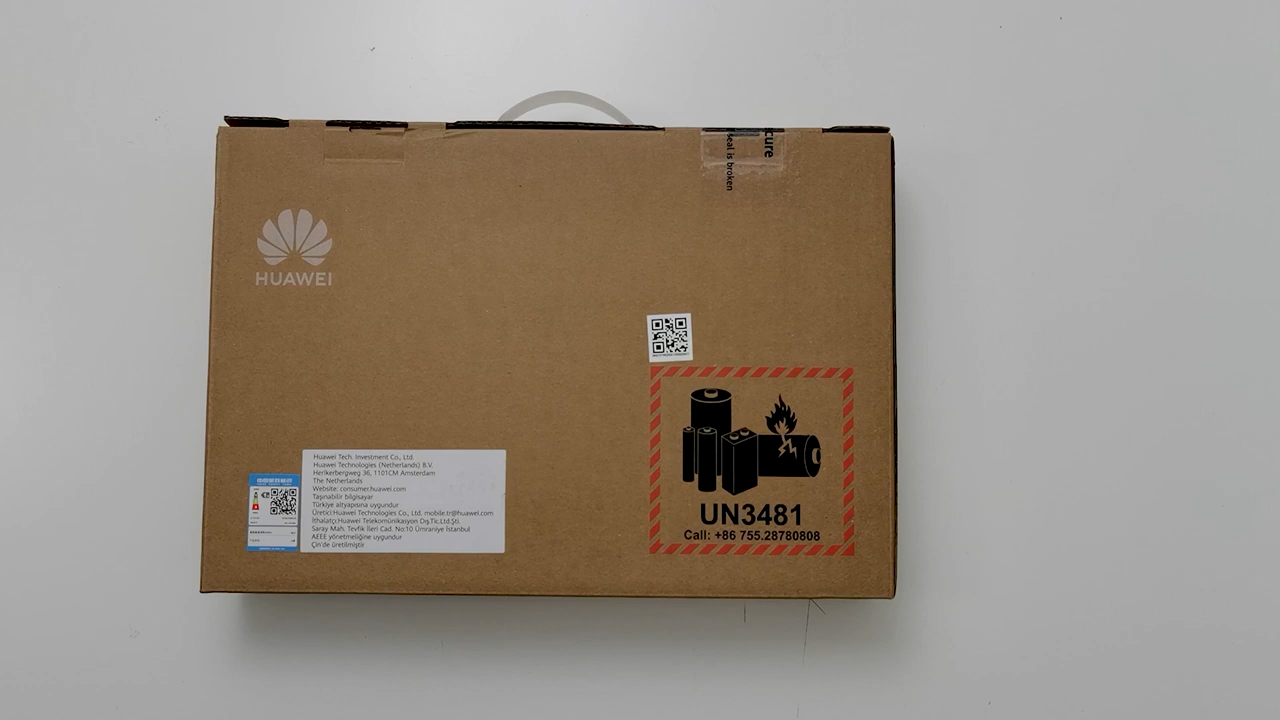 cure
seal is broken
HUAWEI
Huawei Tech. Investment Co., Ltd.
Huawei Technologies (Netherlands) B.V.
Herikerbergweg 36, 1101CM Amsterdam
The Netherlands
Website: consumer.huawei.com
Taşınabilir bilgisayar
Türkiye altyapısına uygundur
Üretici:Huawei Technologies Co., Ltd. mobile.tr@huawei.com
İthalatçı:Huawei Telekomünikasyon Dış.Tic.Ltd.Şti.
Saray Mah. Tevfik İleri Cad. No:10 Ümraniye İstanbul
AEEE yönetmeliğine uygundur
Çin'de üretilmiştir
UN3481
Call: +86 755.28780808